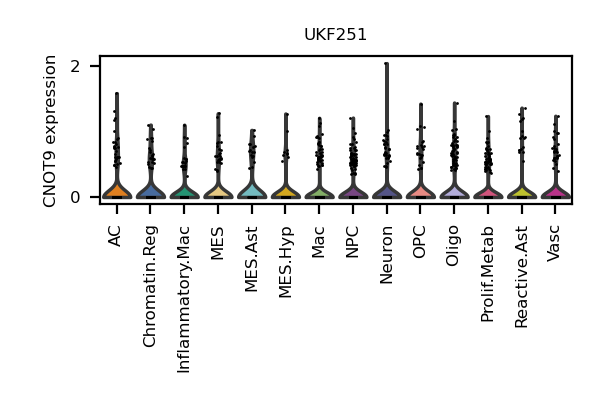 UKF251
CNOT9 expression
2
0
AC
Chromatin.Reg
Inflammatory.Mac
MES
MES.Ast
MES.Hyp
Mac
NPC
Neuron
OPC
Oligo
Prolif.Metab
Reactive.Ast
Vasc